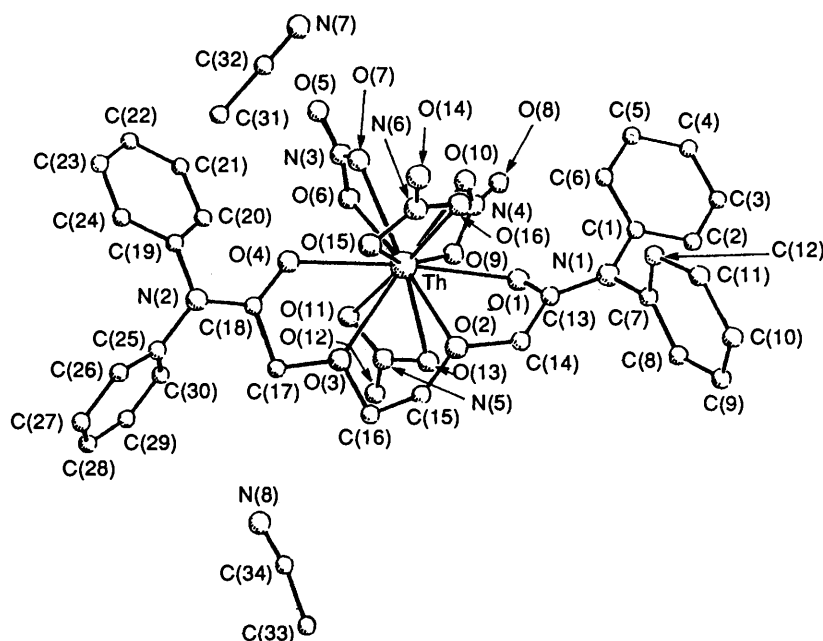 N(7)
C(32)
O(7)
O(5)
O(14)
O(8)
C(31)
N(6)
C(5)
C(4)
C(22)
O(10)
N(3)
C(23)
C(21)
C(6)
C(3)
O(6)
N(4)
C(24)
C(20)
C(1)
O(16)
C(2)
C(19)
O(4)
O(15)
O(9)
N(1)
C(12)
Th
C(11)
N(2)
O(11)
O(1)
C(18)
O(12)
O(2)
C(13)
C(7)
C(25)
C(10)
C(26)
C(14)
C(8)
C(30)
C(17)
O(3)
O(13)
C(9)
C(27)
C(15)
N(5)
C(29)
C(16)
C(28)
N(8)
C(34)
C(33)